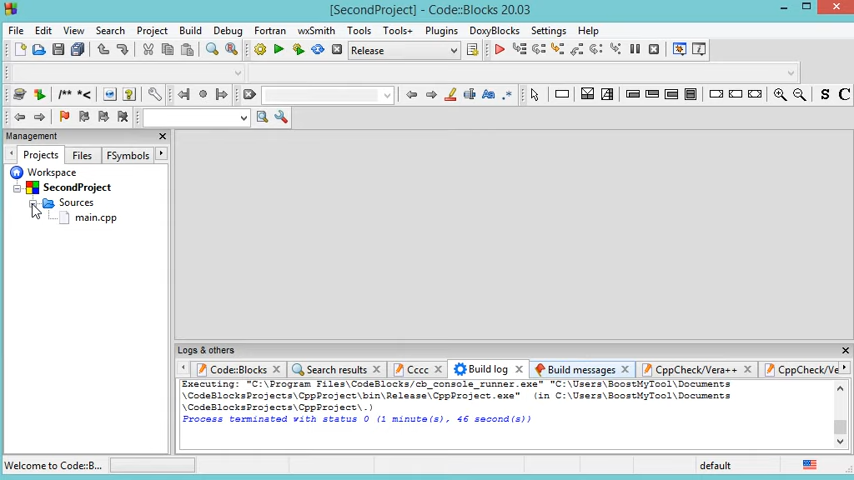 [SecondProject] - Code::Blocks 20.03
File Edit View Search Project Build Debug Fortran wxSmith Tools Tools+ Plugins DoxyBlocks Settings Help
Release
/** *<
Aa .*
S C
Management
Projects Files FSymbols
Workspace
SecondProject
Sources
main.cpp
Logs & others
Code::Blocks Search results Cccc Build log Build messages CppCheck/Vera++ CppCheck/Ve
Executing: "C:\Program Files\CodeBlocks/cb_console_runner.exe" "C:\Users\BoostMyTool\Documents
\CodeBlocksProjects\CppProject\bin\Release\CppProject.exe" (in C:\Users\BoostMyTool\Documents
\CodeBlocksProjects\CppProject\.)
Process terminated with status 0 (1 minute(s), 46 second(s))
Welcome to Code::B... default